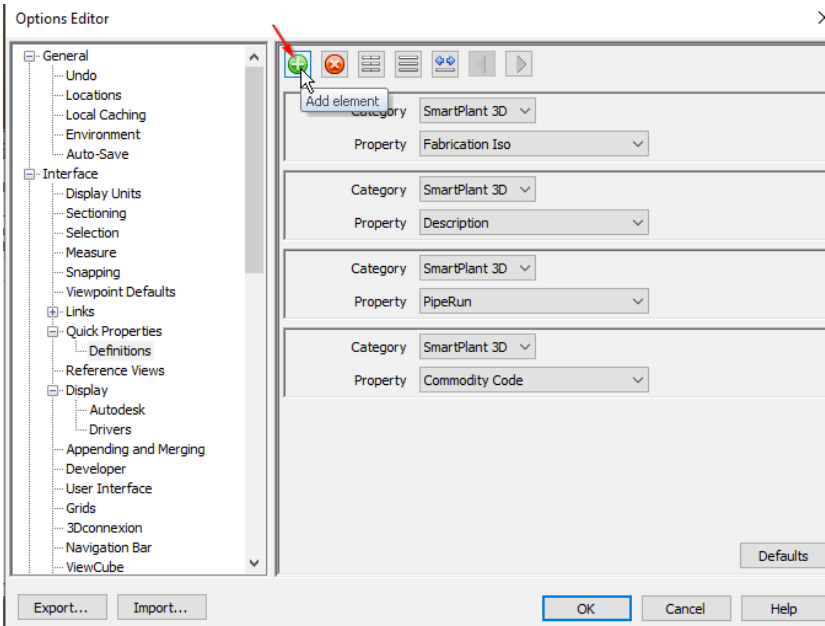 Options Editor
General
Undo
Locations
Local Caching
Environment
Auto-Save
Interface
Display Units
Sectioning
Selection
Measure
Snapping
Viewpoint Defaults
Links
Quick Properties
Definitions
Reference Views
Display
Autodesk
Drivers
Appending and Merging
Developer
User Interface
Grids
3Dconnexion
Navigation Bar
ViewCube
Add element
Category SmartPlant 3D
Property Fabrication Iso
Category SmartPlant 3D
Property Description
Category SmartPlant 3D
Property PipeRun
Category SmartPlant 3D
Property Commodity Code
Defaults
Export... Import... OK Cancel Help